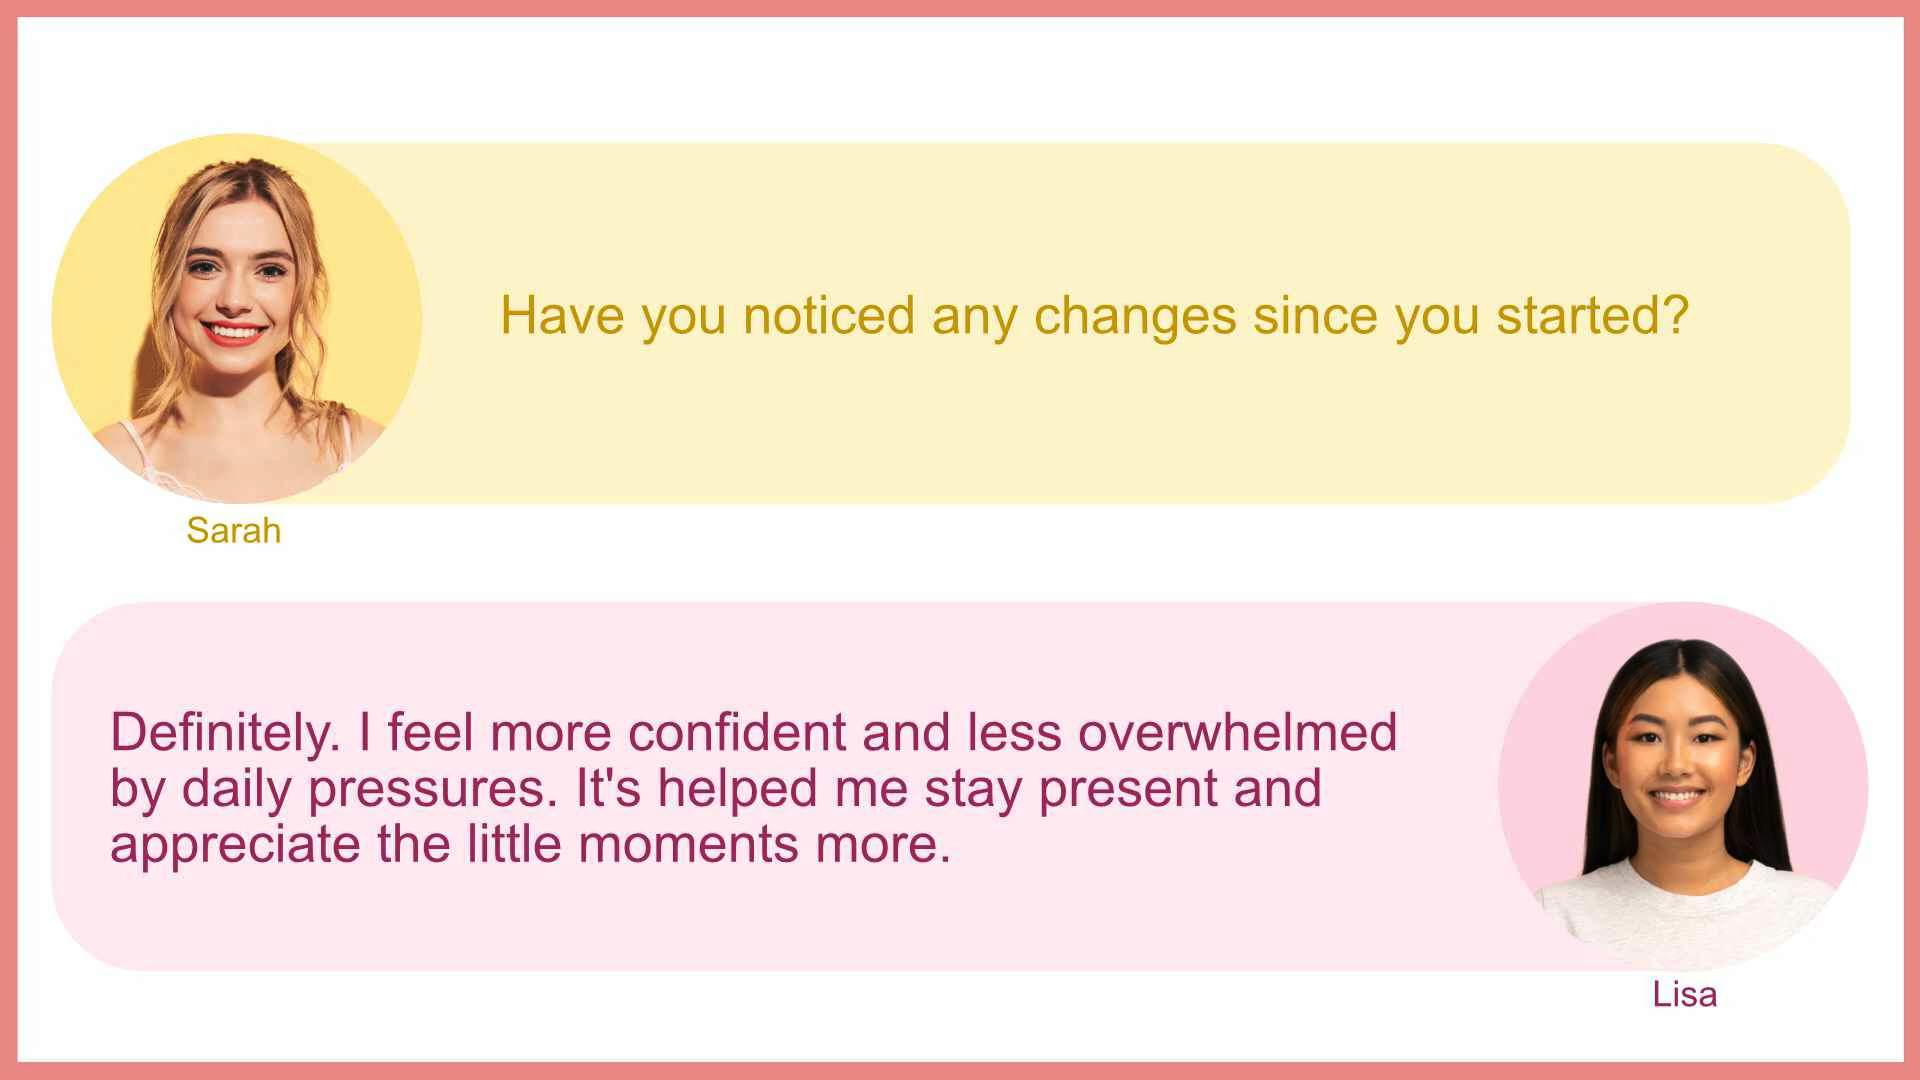 Have you noticed any changes since you started?
Sarah
Definitely. I feel more confident and less overwhelmed
by daily pressures. It's helped me stay present and
appreciate the little moments more.
Lisa